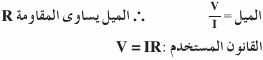 الميل = V/I ∴ الميل يساوى المقاومة R
القانون المستخدم: V = IR